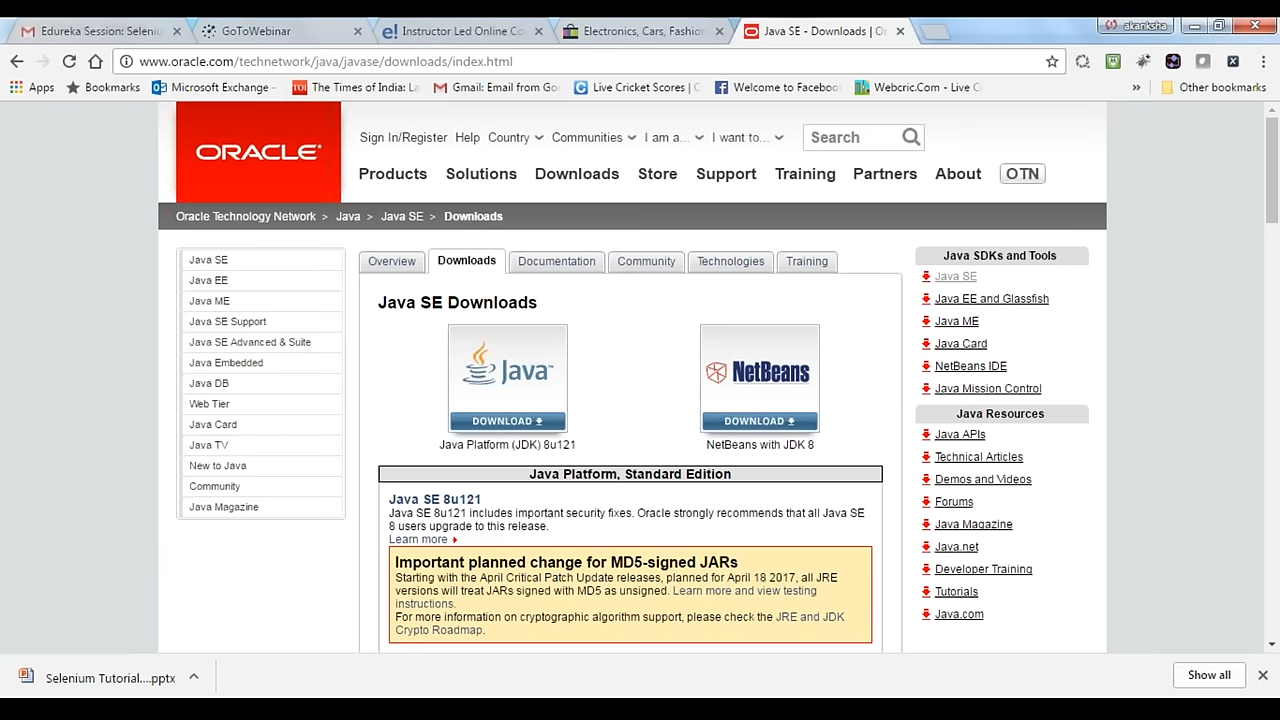 Edureka Session: Seleniu
GoToWebinar
Instructor Led Online Co
Electronics, Cars, Fashion
Java SE - Downloads | Or
akanksha
www.oracle.com/technetwork/java/javase/downloads/index.html
Apps
Bookmarks
Microsoft Exchange -
TOI
The Times of India: La
Gmail: Email from Go
Live Cricket Scores | C
Welcome to Facebook
Webcric.Com - Live C
Other bookmarks
ORACLE
Sign In/Register Help Country Communities I am a... I want to... Search
Products Solutions Downloads Store Support Training Partners About OTN
Oracle Technology Network > Java > Java SE > Downloads
Java SE
Java EE
Java ME
Java SE Support
Java SE Advanced & Suite
Java Embedded
Java DB
Web Tier
Java Card
Java TV
New to Java
Community
Java Magazine
Overview Downloads Documentation Community Technologies Training
Java SE Downloads
Java
DOWNLOAD
Java Platform (JDK) 8u121
NetBeans
DOWNLOAD
NetBeans with JDK 8
Java Platform, Standard Edition
Java SE 8u121
Java SE 8u121 includes important security fixes. Oracle strongly recommends that all Java SE
8 users upgrade to this release.
Learn more
Important planned change for MD5-signed JARs
Starting with the April Critical Patch Update releases, planned for April 18 2017, all JRE
versions will treat JARs signed with MD5 as unsigned. Learn more and view testing
instructions.
For more information on cryptographic algorithm support, please check the JRE and JDK
Crypto Roadmap.
Java SDKs and Tools
Java SE
Java EE and Glassfish
Java ME
Java Card
NetBeans IDE
Java Mission Control
Java Resources
Java APIs
Technical Articles
Demos and Videos
Forums
Java Magazine
Java.net
Developer Training
Tutorials
Java.com
Selenium Tutorial....pptx
Show all